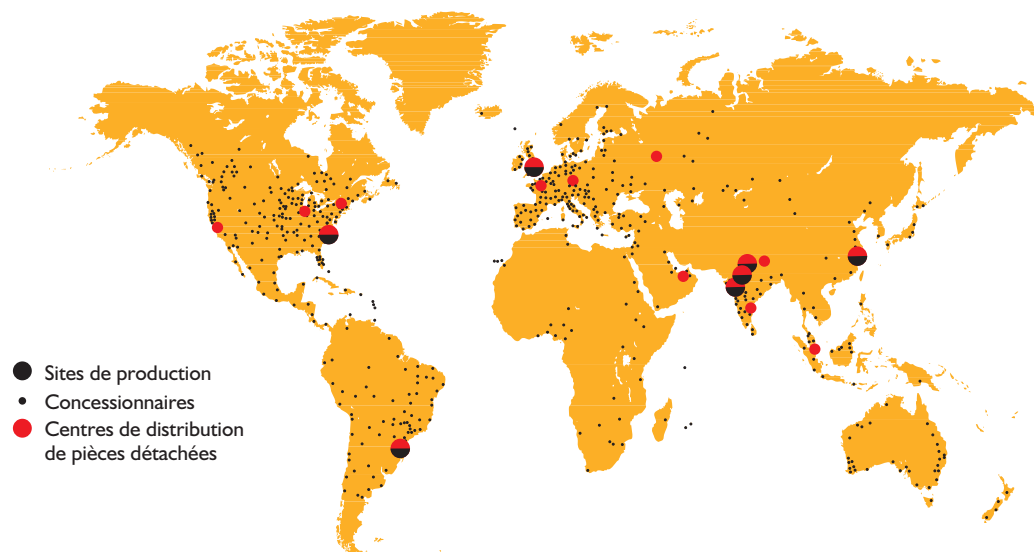 Sites de production
Concessionnaires
Centres de distribution
de pièces détachées